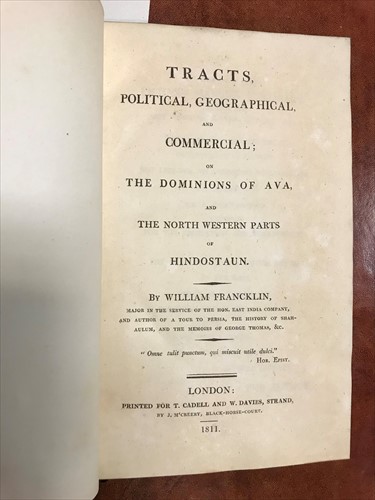 TRACTS,
POLITICAL, GEOGRAPHICAL,
AND
COMMERCIAL;
ON
THE DOMINIONS OF AVA,
AND
THE NORTH WESTERN PARTS
OF
HINDOSTAUN.
BY WILLIAM FRANCKLIN,
MAJOR IN THE SERVICE OF THE HON. EAST INDIA COMPANY,
AND AUTHOR OF A TOUR TO PERSIA, THE HISTORY OF SHAH-
AULUM, AND THE MEMOIRS OF GEORGE THOMAS, &C.
"Omne tulit punctum, qui miscuit utile dulci."
HOR. EPIST.
LONDON:
PRINTED FOR T. CADELL AND W. DAVIES, STRAND,
BY J. M'CREERY, BLACK-HORSE-COURT.
1811.